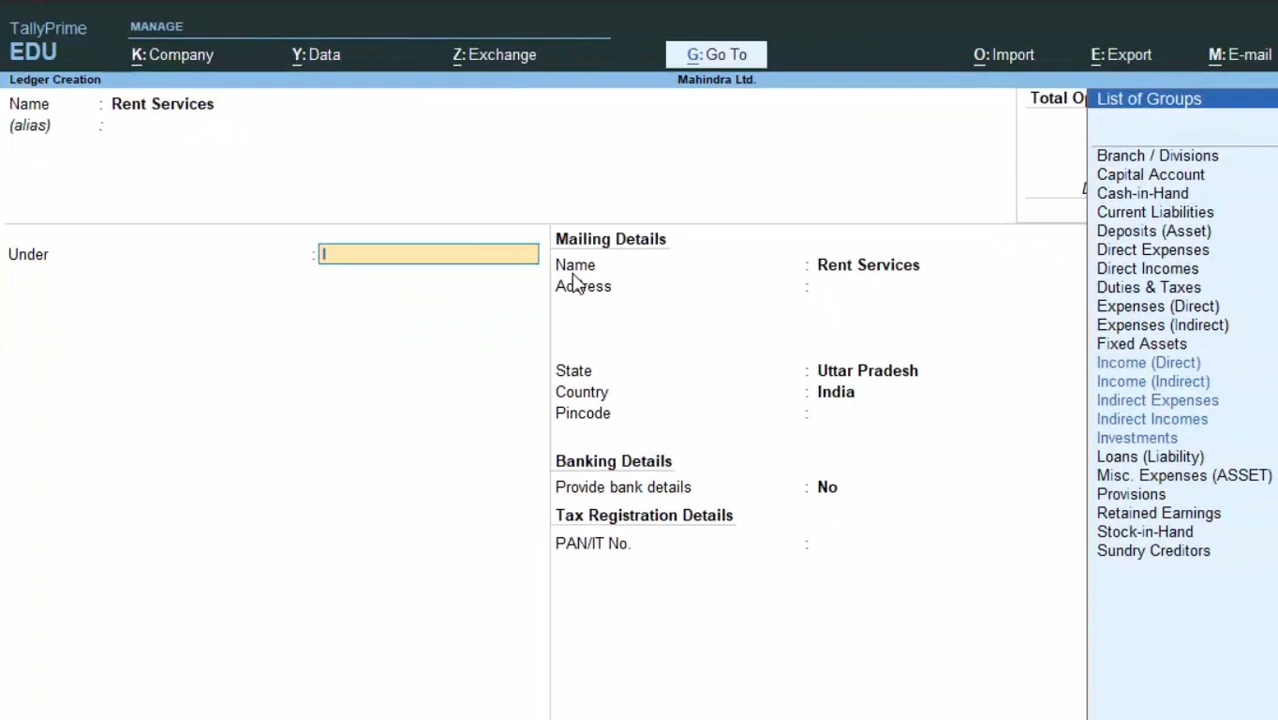 TallyPrime
EDU
MANAGE
K: Company
Y: Data
Z: Exchange
G: Go To
O: Import
E: Export
M: E-mail
Ledger Creation
Mahindra Ltd.
Name : Rent Services
(alias) :
Total Op
Under : I
Mailing Details
Name : Rent Services
Address :
State : Uttar Pradesh
Country : India
Pincode :
Banking Details
Provide bank details : No
Tax Registration Details
PAN/IT No. :
List of Groups
Branch / Divisions
Capital Account
Cash-in-Hand
Current Liabilities
Deposits (Asset)
Direct Expenses
Direct Incomes
Duties & Taxes
Expenses (Direct)
Expenses (Indirect)
Fixed Assets
Income (Direct)
Income (Indirect)
Indirect Expenses
Indirect Incomes
Investments
Loans (Liability)
Misc. Expenses (ASSET)
Provisions
Retained Earnings
Stock-in-Hand
Sundry Creditors